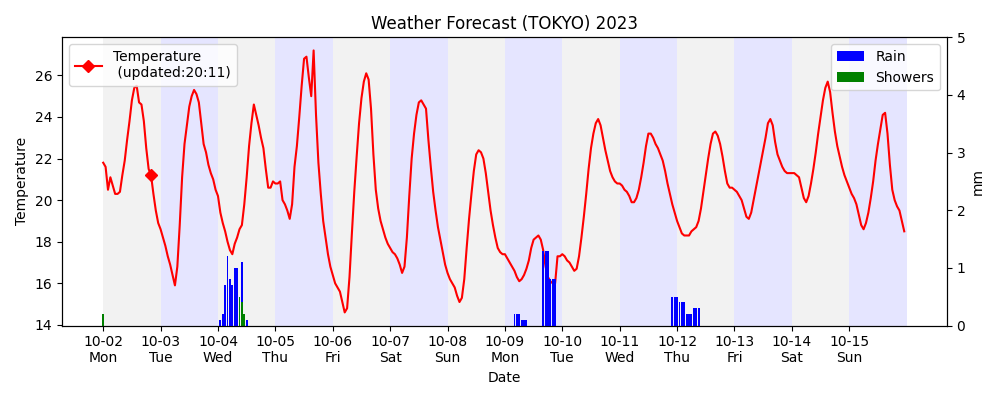 Weather Forecast (TOKYO) 2023
Temperature
(updated:20:11)
Rain
Showers
Temperature
26
24
22
20
18
16
14
5
4
3
2
1
0
mm
10-02 10-03 10-04 10-05 10-06 10-07 10-08 10-09 10-10 10-11 10-12 10-13 10-14 10-15
Mon Tue Wed Thu Fri Sat Sun Mon Tue Wed Thu Fri Sat Sun
Date